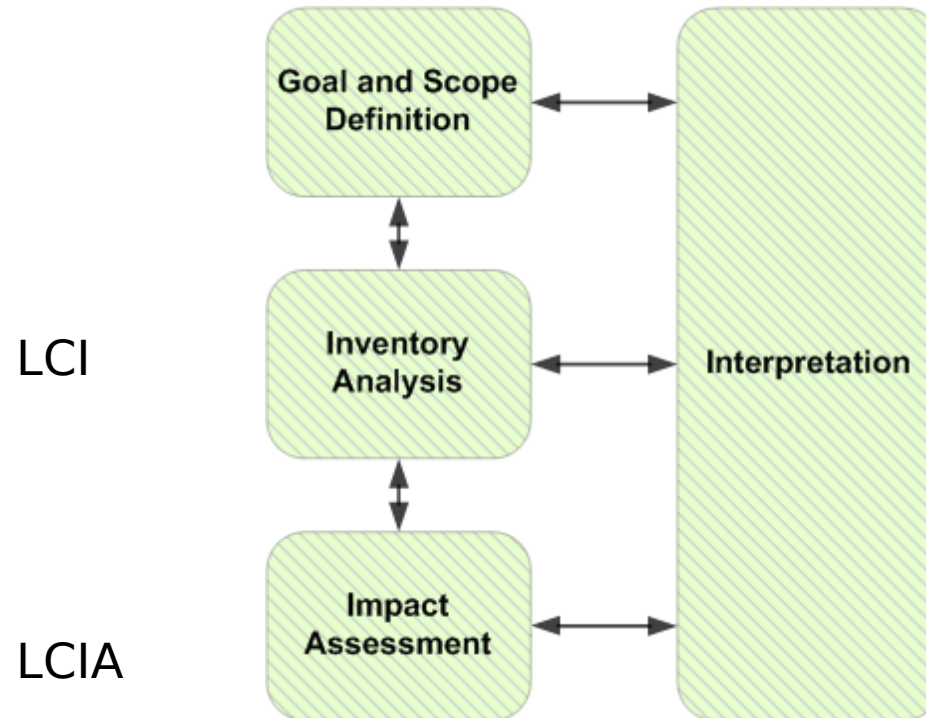 Goal and Scope
Definition
LCI
Inventory
Analysis
Interpretation
Impact
Assessment
LCIA